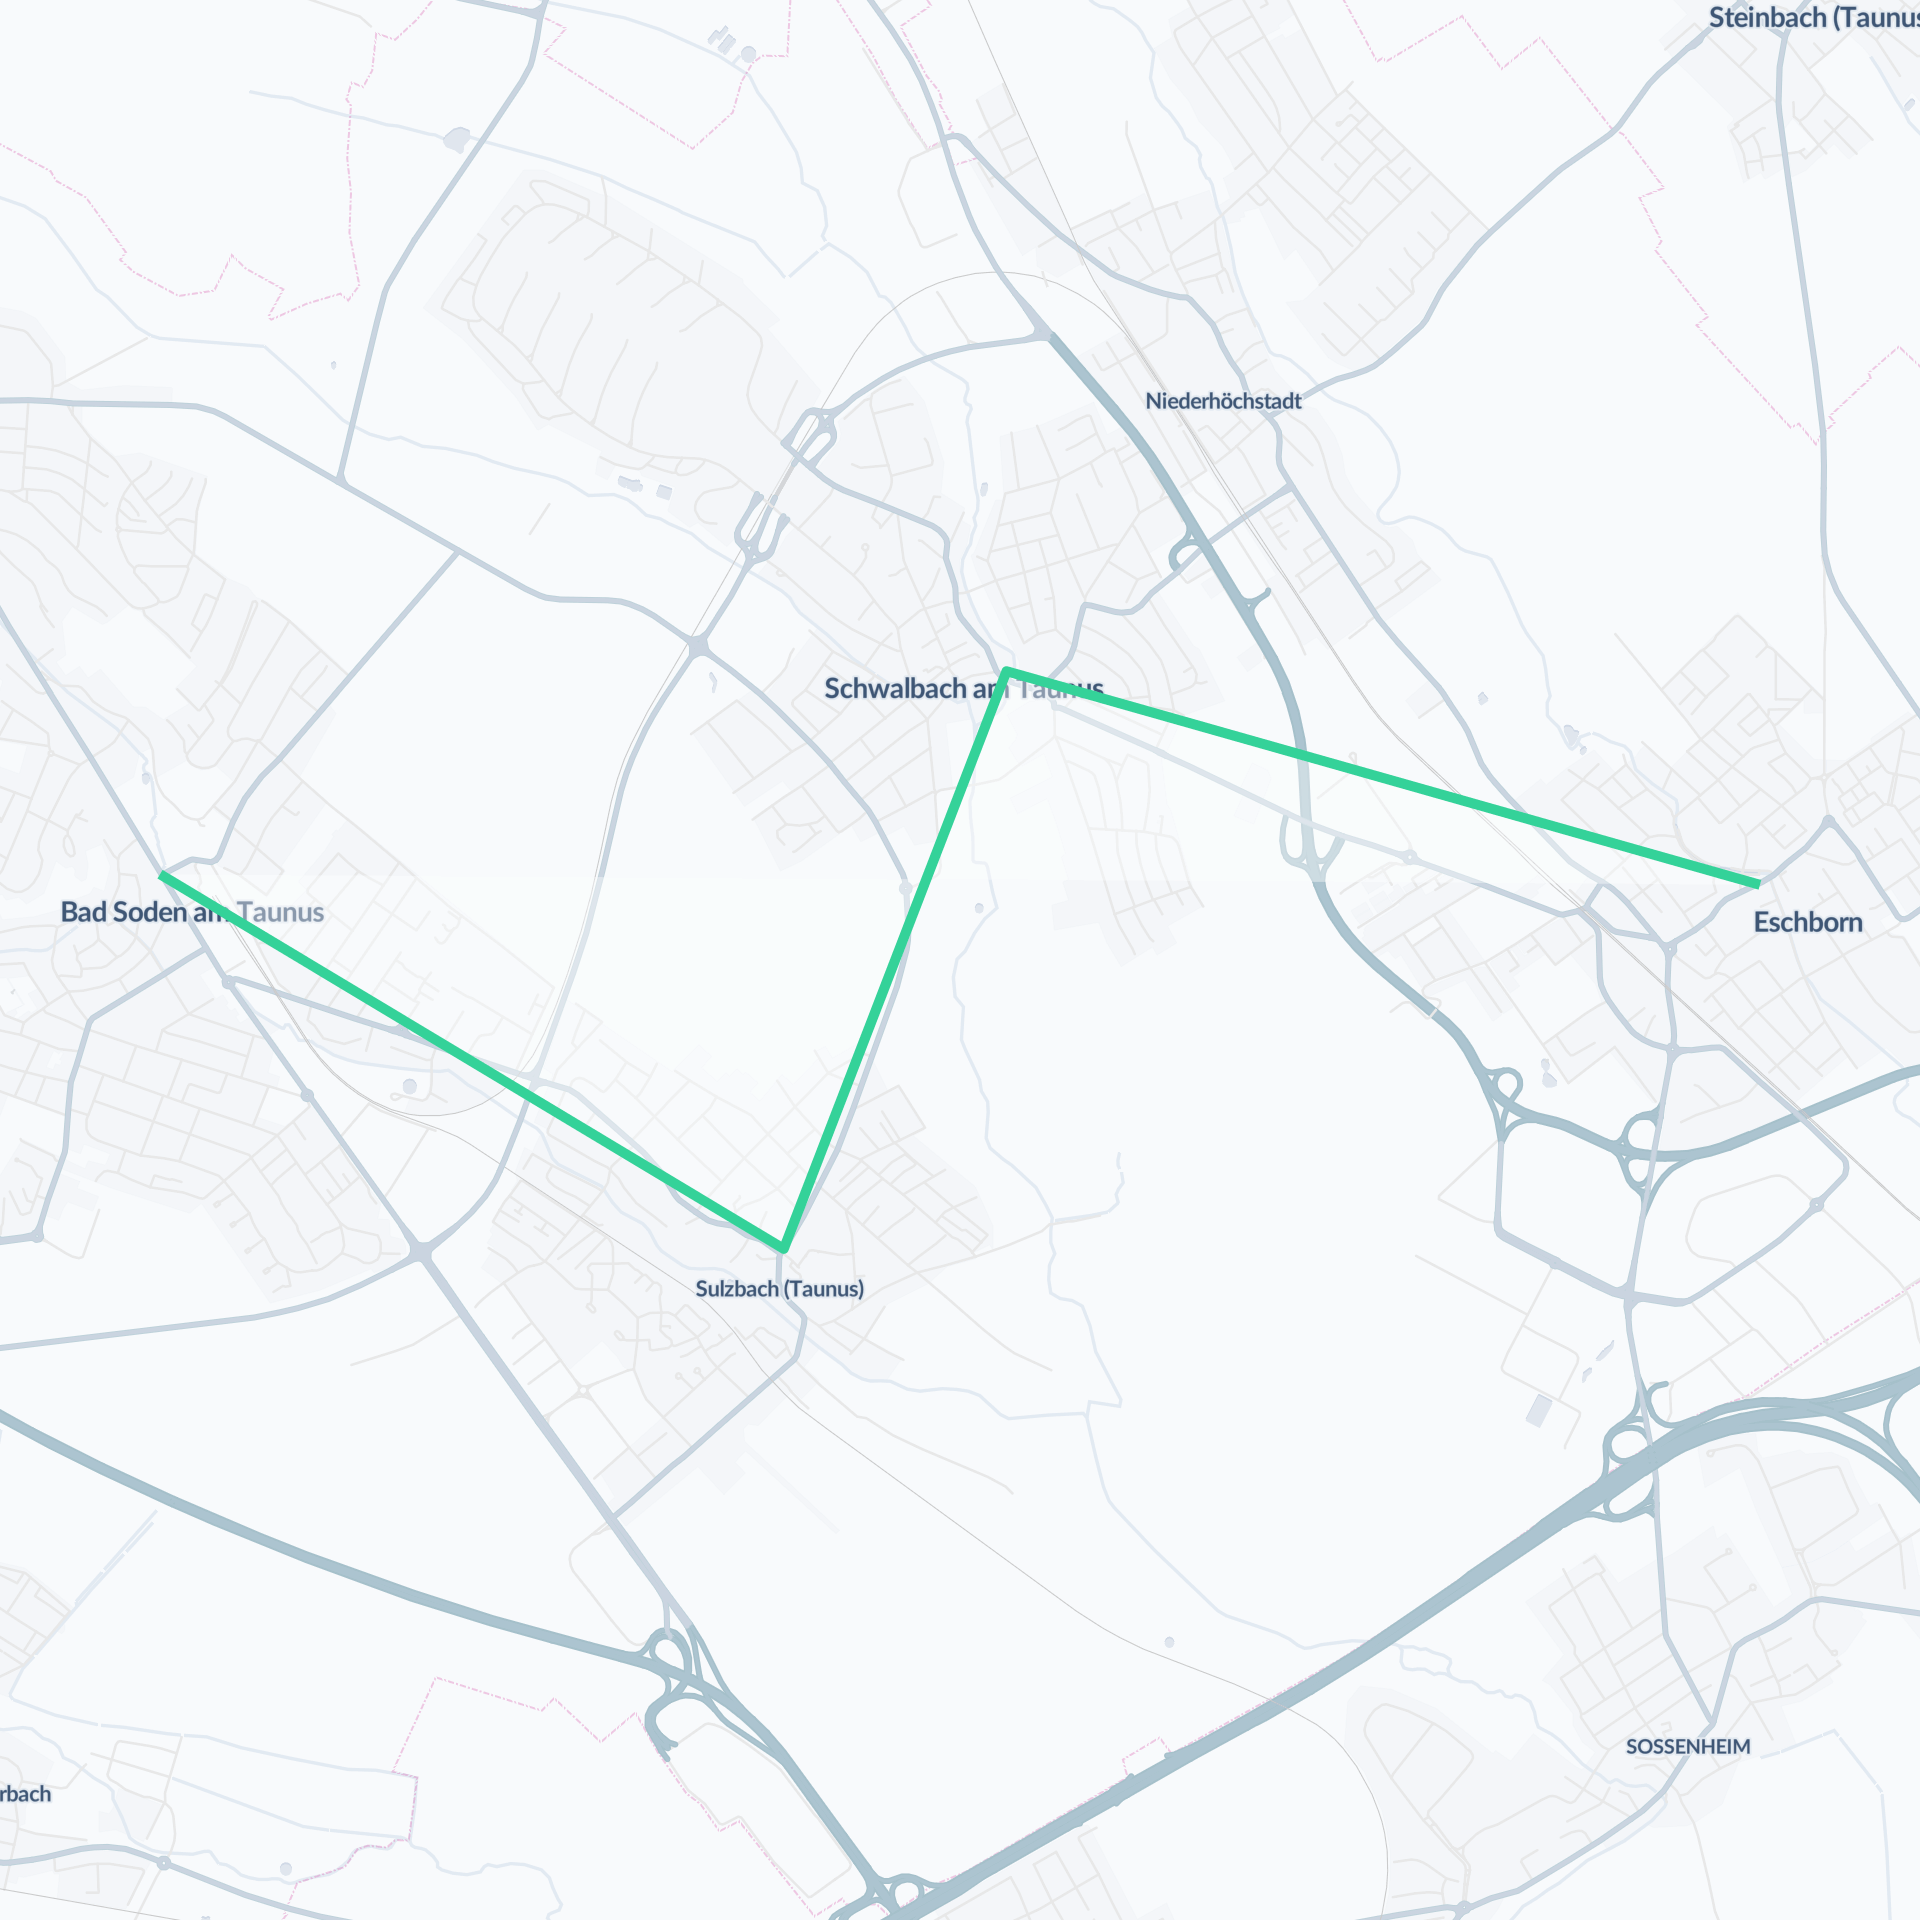 Steinbach (Taunus
Niederhöchstadt
Schwalbach am Taunus
Bad Soden am Taunus
Eschborn
Sulzbach (Taunus)
SOSSENHEIM
rbach